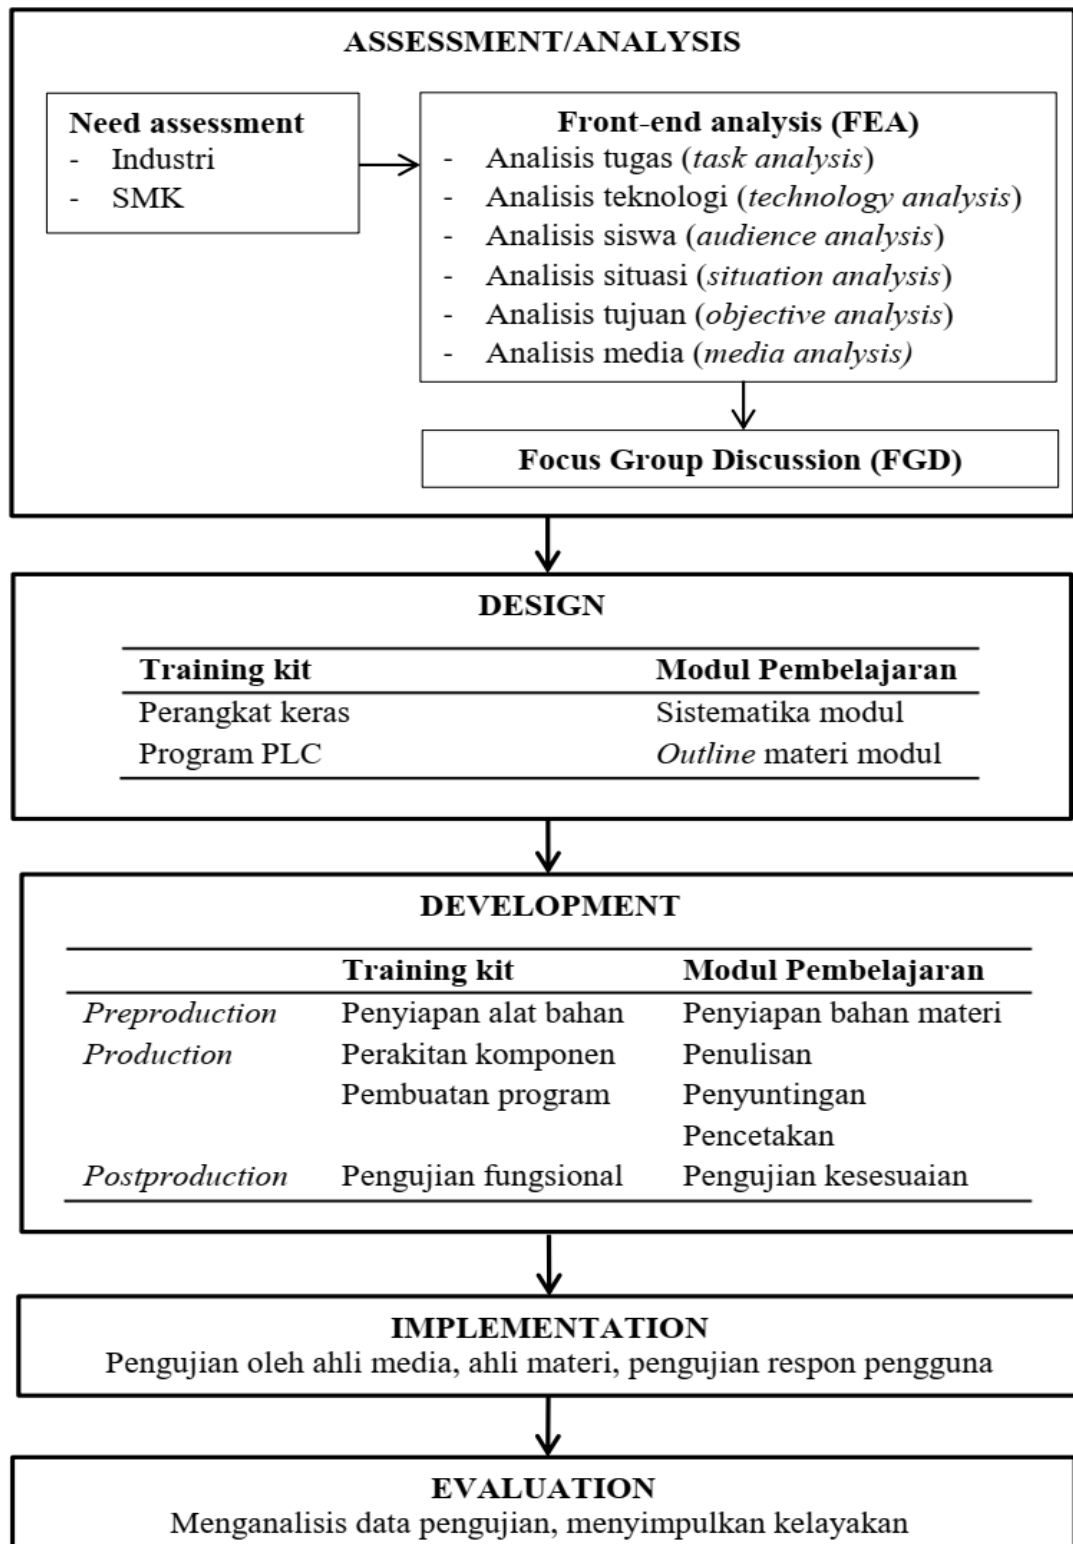 ASSESSMENT/ANALYSIS
Need assessment
- Industri
- SMK
Front-end analysis (FEA)
- Analisis tugas (task analysis)
- Analisis teknologi (technology analysis)
- Analisis siswa (audience analysis)
- Analisis situasi (situation analysis)
- Analisis tujuan (objective analysis)
- Analisis media (media analysis)
Focus Group Discussion (FGD)
DESIGN
Training kit Modul Pembelajaran
Perangkat keras Sistematika modul
Program PLC Outline materi modul
DEVELOPMENT
Training kit Modul Pembelajaran
Preproduction Penyiapan alat bahan Penyiapan bahan materi
Production Perakitan komponen Penulisan
Pembuatan program Penyuntingan
Pencetakan
Postproduction Pengujian fungsional Pengujian kesesuaian
IMPLEMENTATION
Pengujian oleh ahli media, ahli materi, pengujian respon pengguna
EVALUATION
Menganalisis data pengujian, menyimpulkan kelayakan